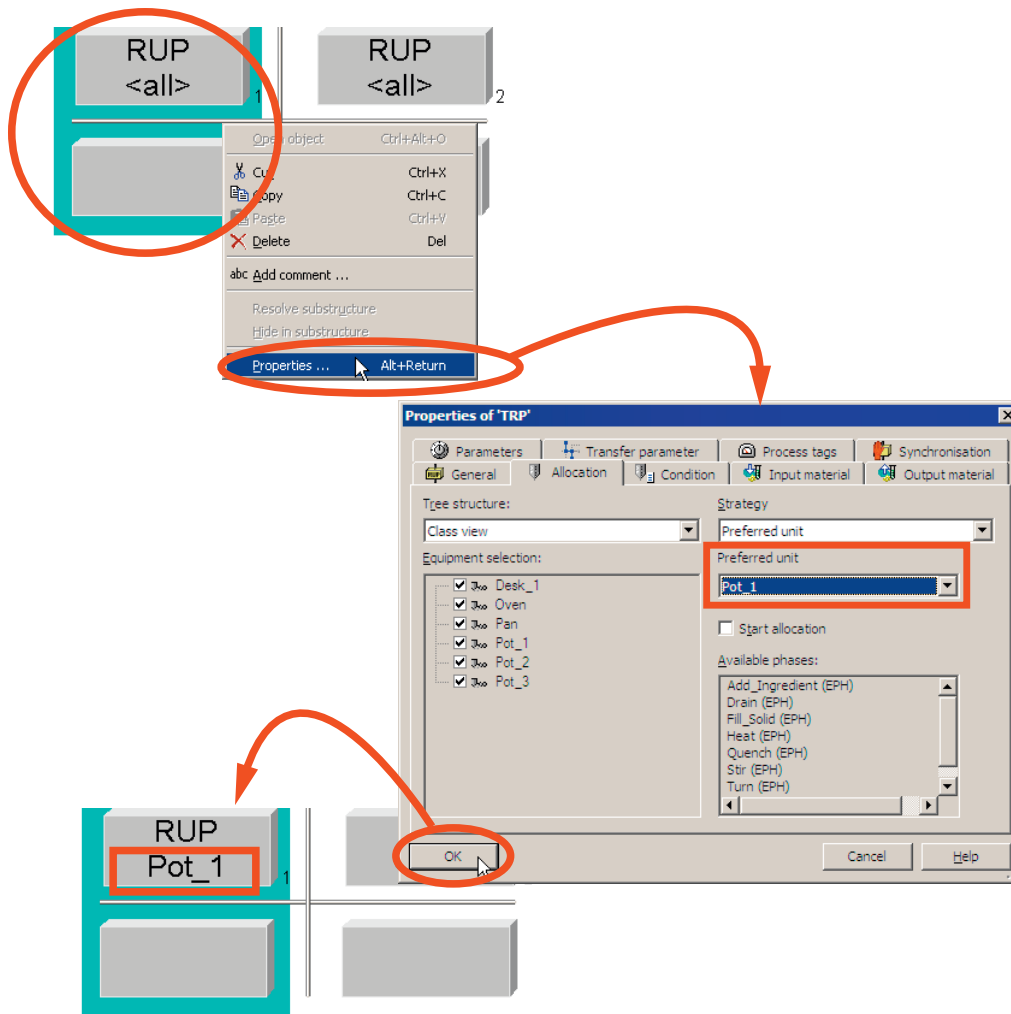 RUP
<all>
1
RUP
<all>
2
Open object Ctrl+Alt+O
Cut Ctrl+X
Copy Ctrl+C
Paste Ctrl+V
Delete Del
abc Add comment ...
Resolve substructure
Hide in substructure
Properties ... Alt+Return
Properties of 'TRP'
Parameters
Transfer parameter
Process tags
Synchronisation
General
Allocation
Condition
Input material
Output material
Tree structure:
Class view
Equipment selection:
Desk_1
Oven
Pan
Pot_1
Pot_2
Pot_3
Strategy
Preferred unit
Preferred unit
Pot_1
Start allocation
Available phases:
Add_Ingredient (EPH)
Drain (EPH)
Fill_Solid (EPH)
Heat (EPH)
Quench (EPH)
Stir (EPH)
Turn (EPH)
OK
Cancel
Help
RUP
Pot_1
1